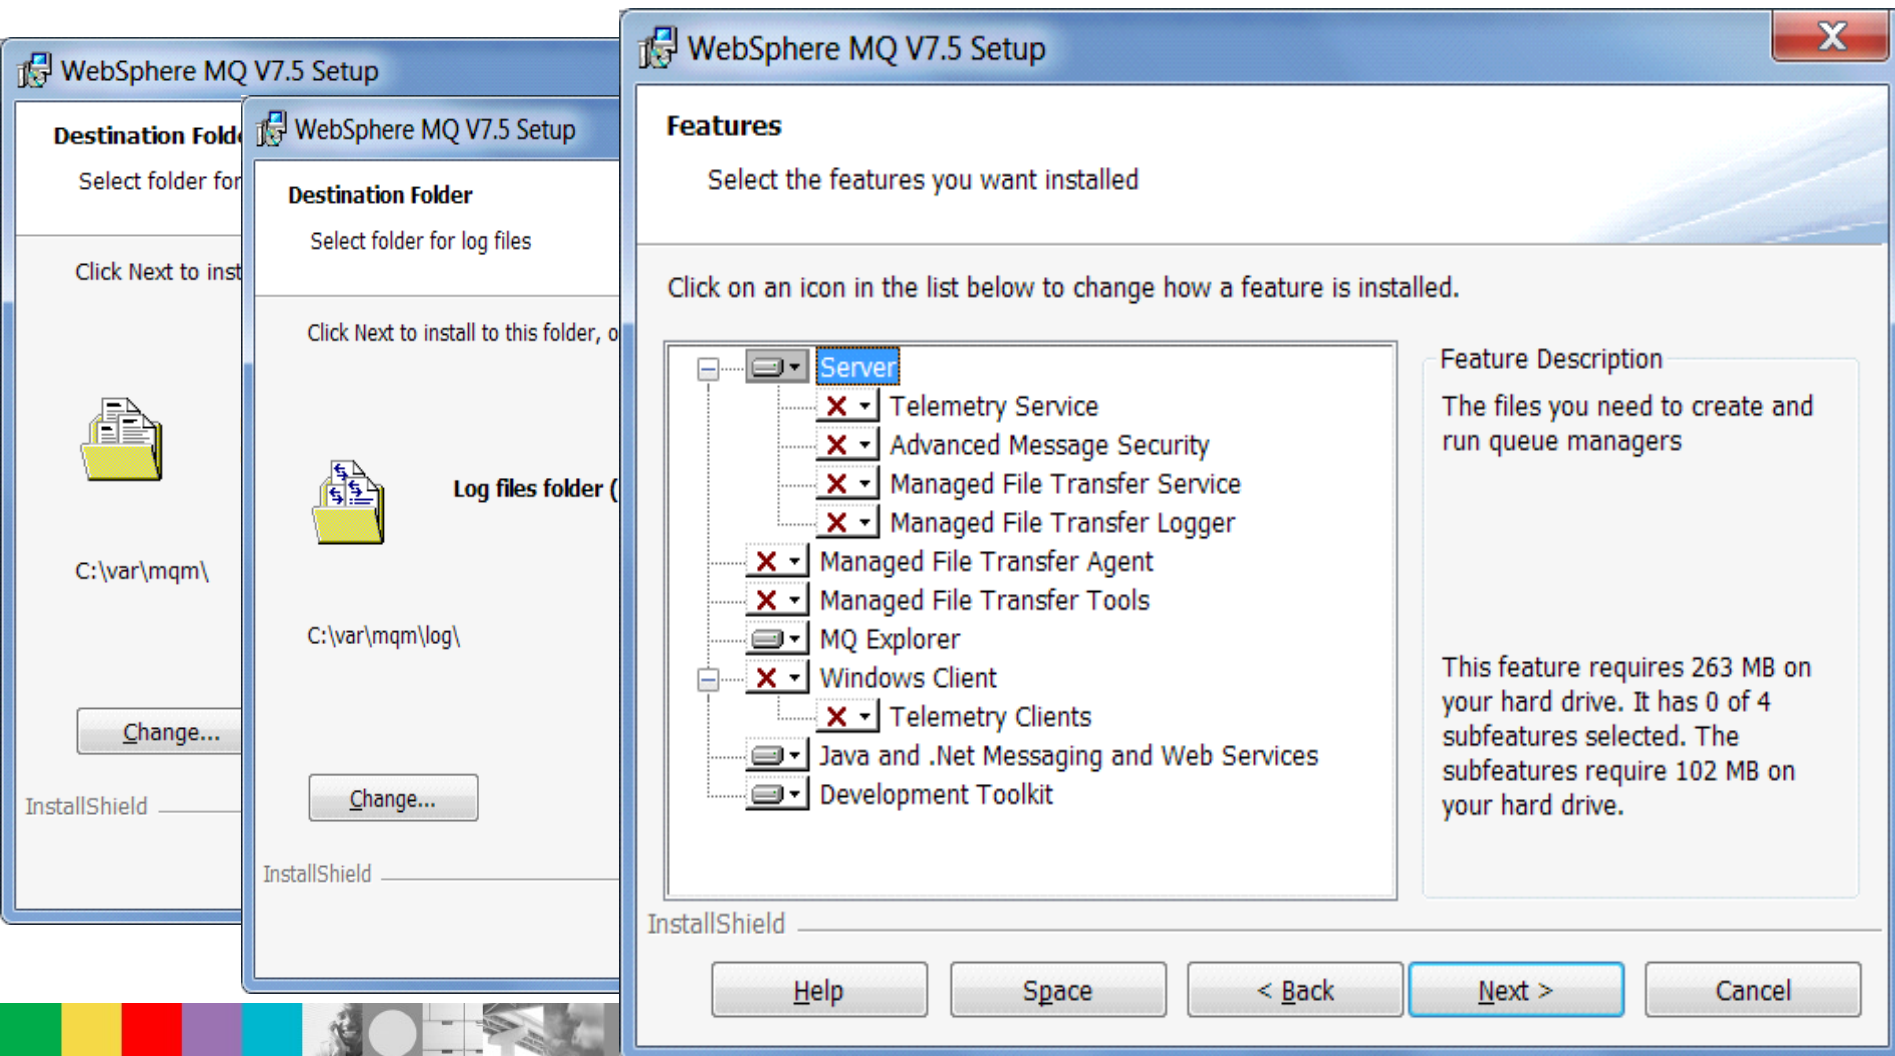 WebSphere MQ V7.5 Setup
Destination Folde
Select folder for
Click Next to inst
C:\var\mqm\
Change...
InstallShield
WebSphere MQ V7.5 Setup
Destination Folder
Select folder for log files
Click Next to install to this folder, o
Log files folder (
C:\var\mqm\log\
Change...
InstallShield
WebSphere MQ V7.5 Setup
Features
Select the features you want installed
Click on an icon in the list below to change how a feature is installed.
Server
Telemetry Service
Advanced Message Security
Managed File Transfer Service
Managed File Transfer Logger
Managed File Transfer Agent
Managed File Transfer Tools
MQ Explorer
Windows Client
Telemetry Clients
Java and .Net Messaging and Web Services
Development Toolkit
Feature Description
The files you need to create and
run queue managers
This feature requires 263 MB on
your hard drive. It has 0 of 4
subfeatures selected. The
subfeatures require 102 MB on
your hard drive.
InstallShield
Help
Space
< Back
Next >
Cancel